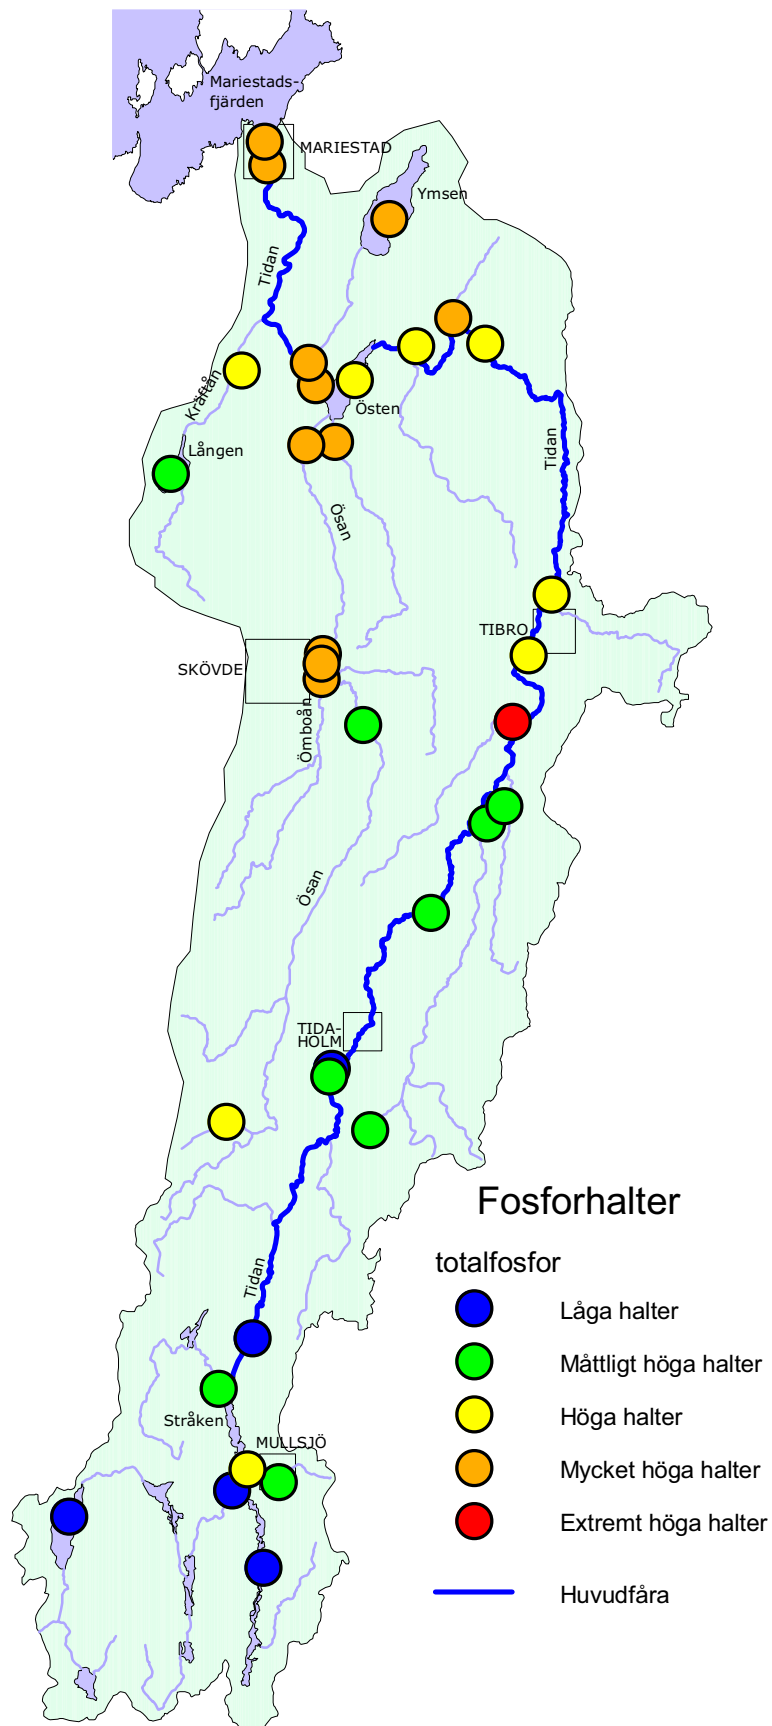 Mariestads-
fjärden
MARIESTAD
Ymsen
Tidan
Kräftån
Östen
Lången
Tidan
Ösan
TIBRO
SKÖVDE
Ömboån
Ösan
TIDA-
HOLM
Tidan
Stråken
MULLSJÖ
Fosforhalter
totalfosfor
Låga halter
Måttligt höga halter
Höga halter
Mycket höga halter
Extremt höga halter
Huvudfåra